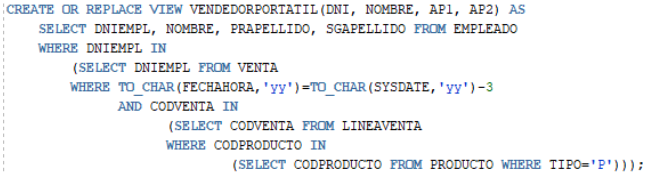 CREATE OR REPLACE VIEW VENDEDORPORTATIL(DNI, NOMBRE, AP1, AP2) AS
SELECT DNIEMPL, NOMBRE, PRAPELLIDO, SGAPELLIDO FROM EMPLEADO
WHERE DNIEMPL IN
(SELECT DNIEMPL FROM VENTA
WHERE TO_CHAR(FECHAHORA,'yy')=TO_CHAR(SYSDATE,'yy')-3
AND CODVENTA IN
(SELECT CODVENTA FROM LINEAVENTA
WHERE CODPRODUCTO IN
(SELECT CODPRODUCTO FROM PRODUCTO WHERE TIPO='P')));